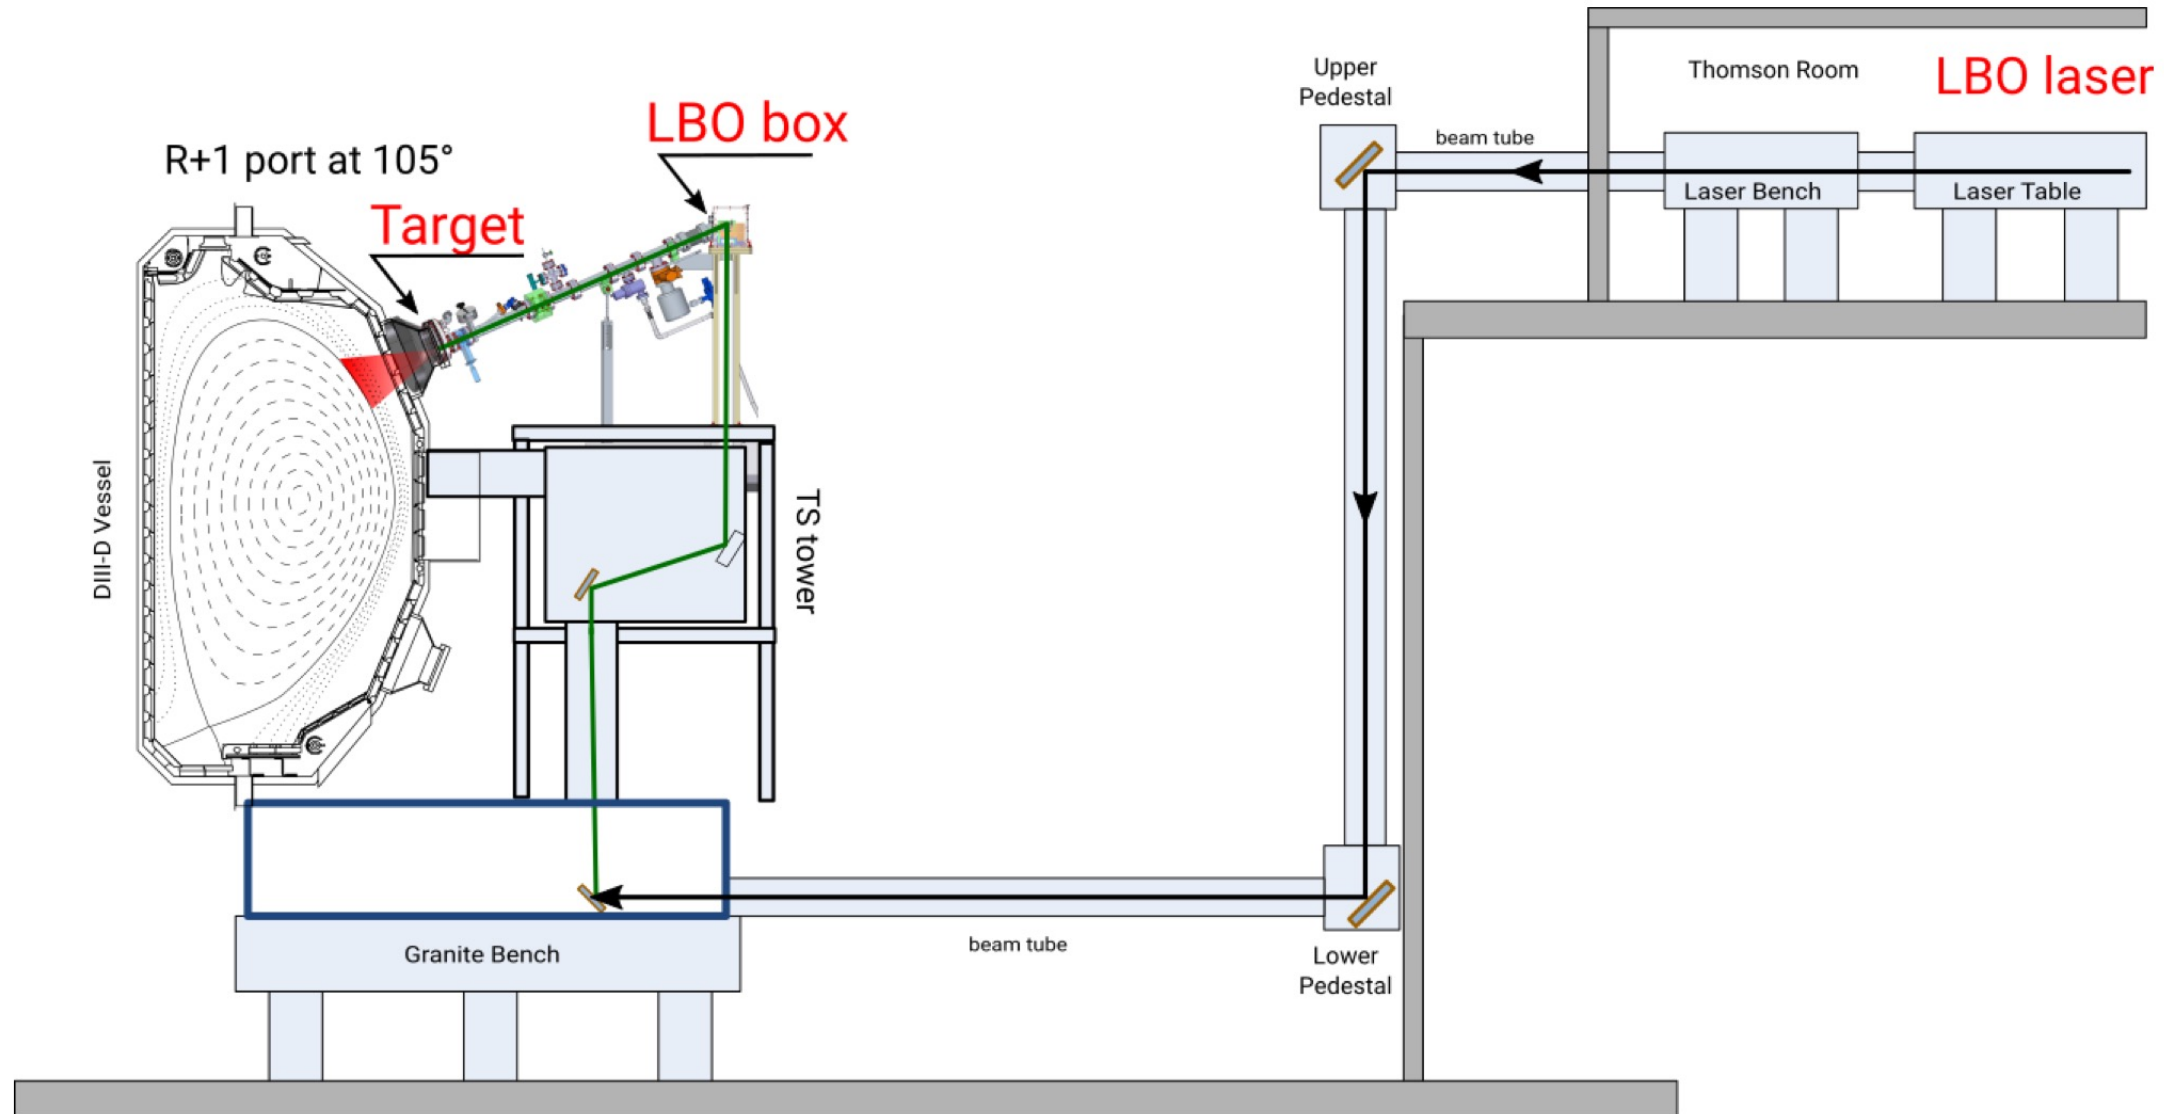 Thomson Room
LBO laser
Upper
Pedestal
beam tube
Laser Bench
Laser Table
LBO box
R+1 port at 105°
Target
DIII-D Vessel
TS tower
Granite Bench
beam tube
Lower
Pedestal